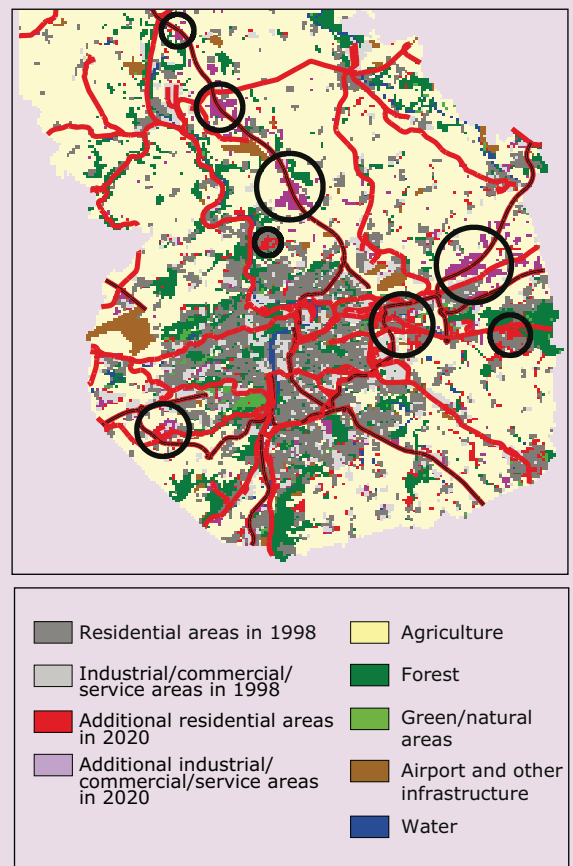 Residential areas in 1998
Industrial/commercial/
service areas in 1998
Additional residential areas
in 2020
Additional industrial/
commercial/service areas
in 2020
Agriculture
Forest
Green/natural
areas
Airport and other
infrastructure
Water